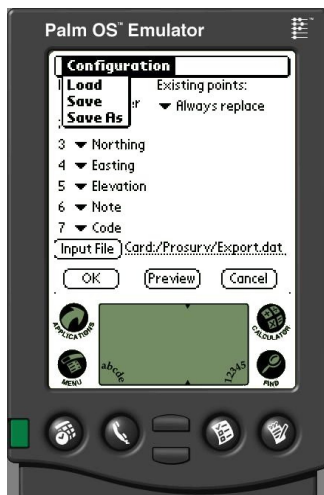 Palm OS™ Emulator
Configuration
Load
Save
Save As
Existing points:
Always replace
3 Northing
4 Easting
5 Elevation
6 Note
7 Code
Input File Card:/Prosurv/Export.dat
OK Preview Cancel
APPLICATIONS
CALCULATOR
MENU
abcde
12345
FIND